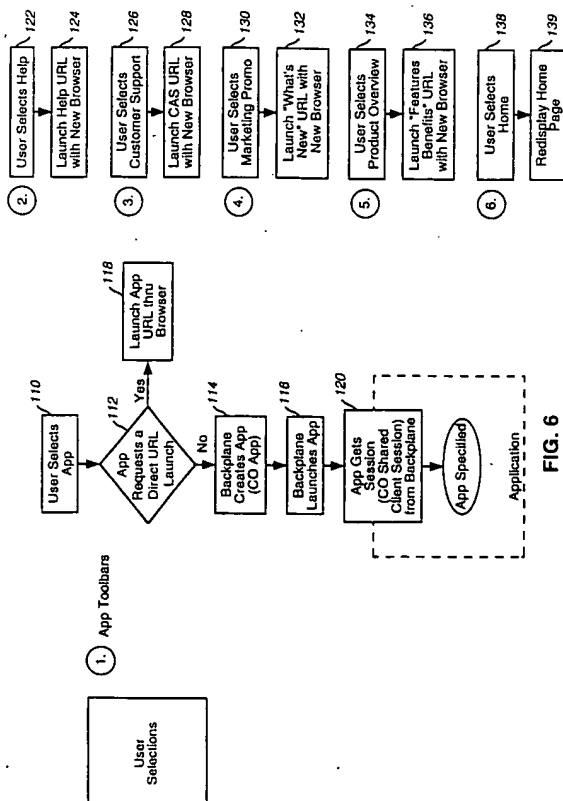 User
Selections
1.
App Toolbars
110
User Selects
App
112
App
Requests a
Direct URL
Launch
Yes
118
Launch App
URL thru
Browser
No
114
Backplane
Creates App
(CO App)
118
Backplane
Launches App
120
App Gets
Session
(CO Shared
Client Session)
from Backplane
App Specified
Application
2.
122
User Selects Help
124
Launch Help URL
with New Browser
3.
126
User Selects
Customer Support
128
Launch CAS URL
with New Browser
4.
130
User Selects
Marketing Promo
132
Launch "What's
New" URL with
New Browser
5.
134
User Selects
Product Overview
136
Launch "Features
Benefits" URL
with New Browser
6.
138
User Selects
Home
139
Redisplay Home
Page
FIG. 6